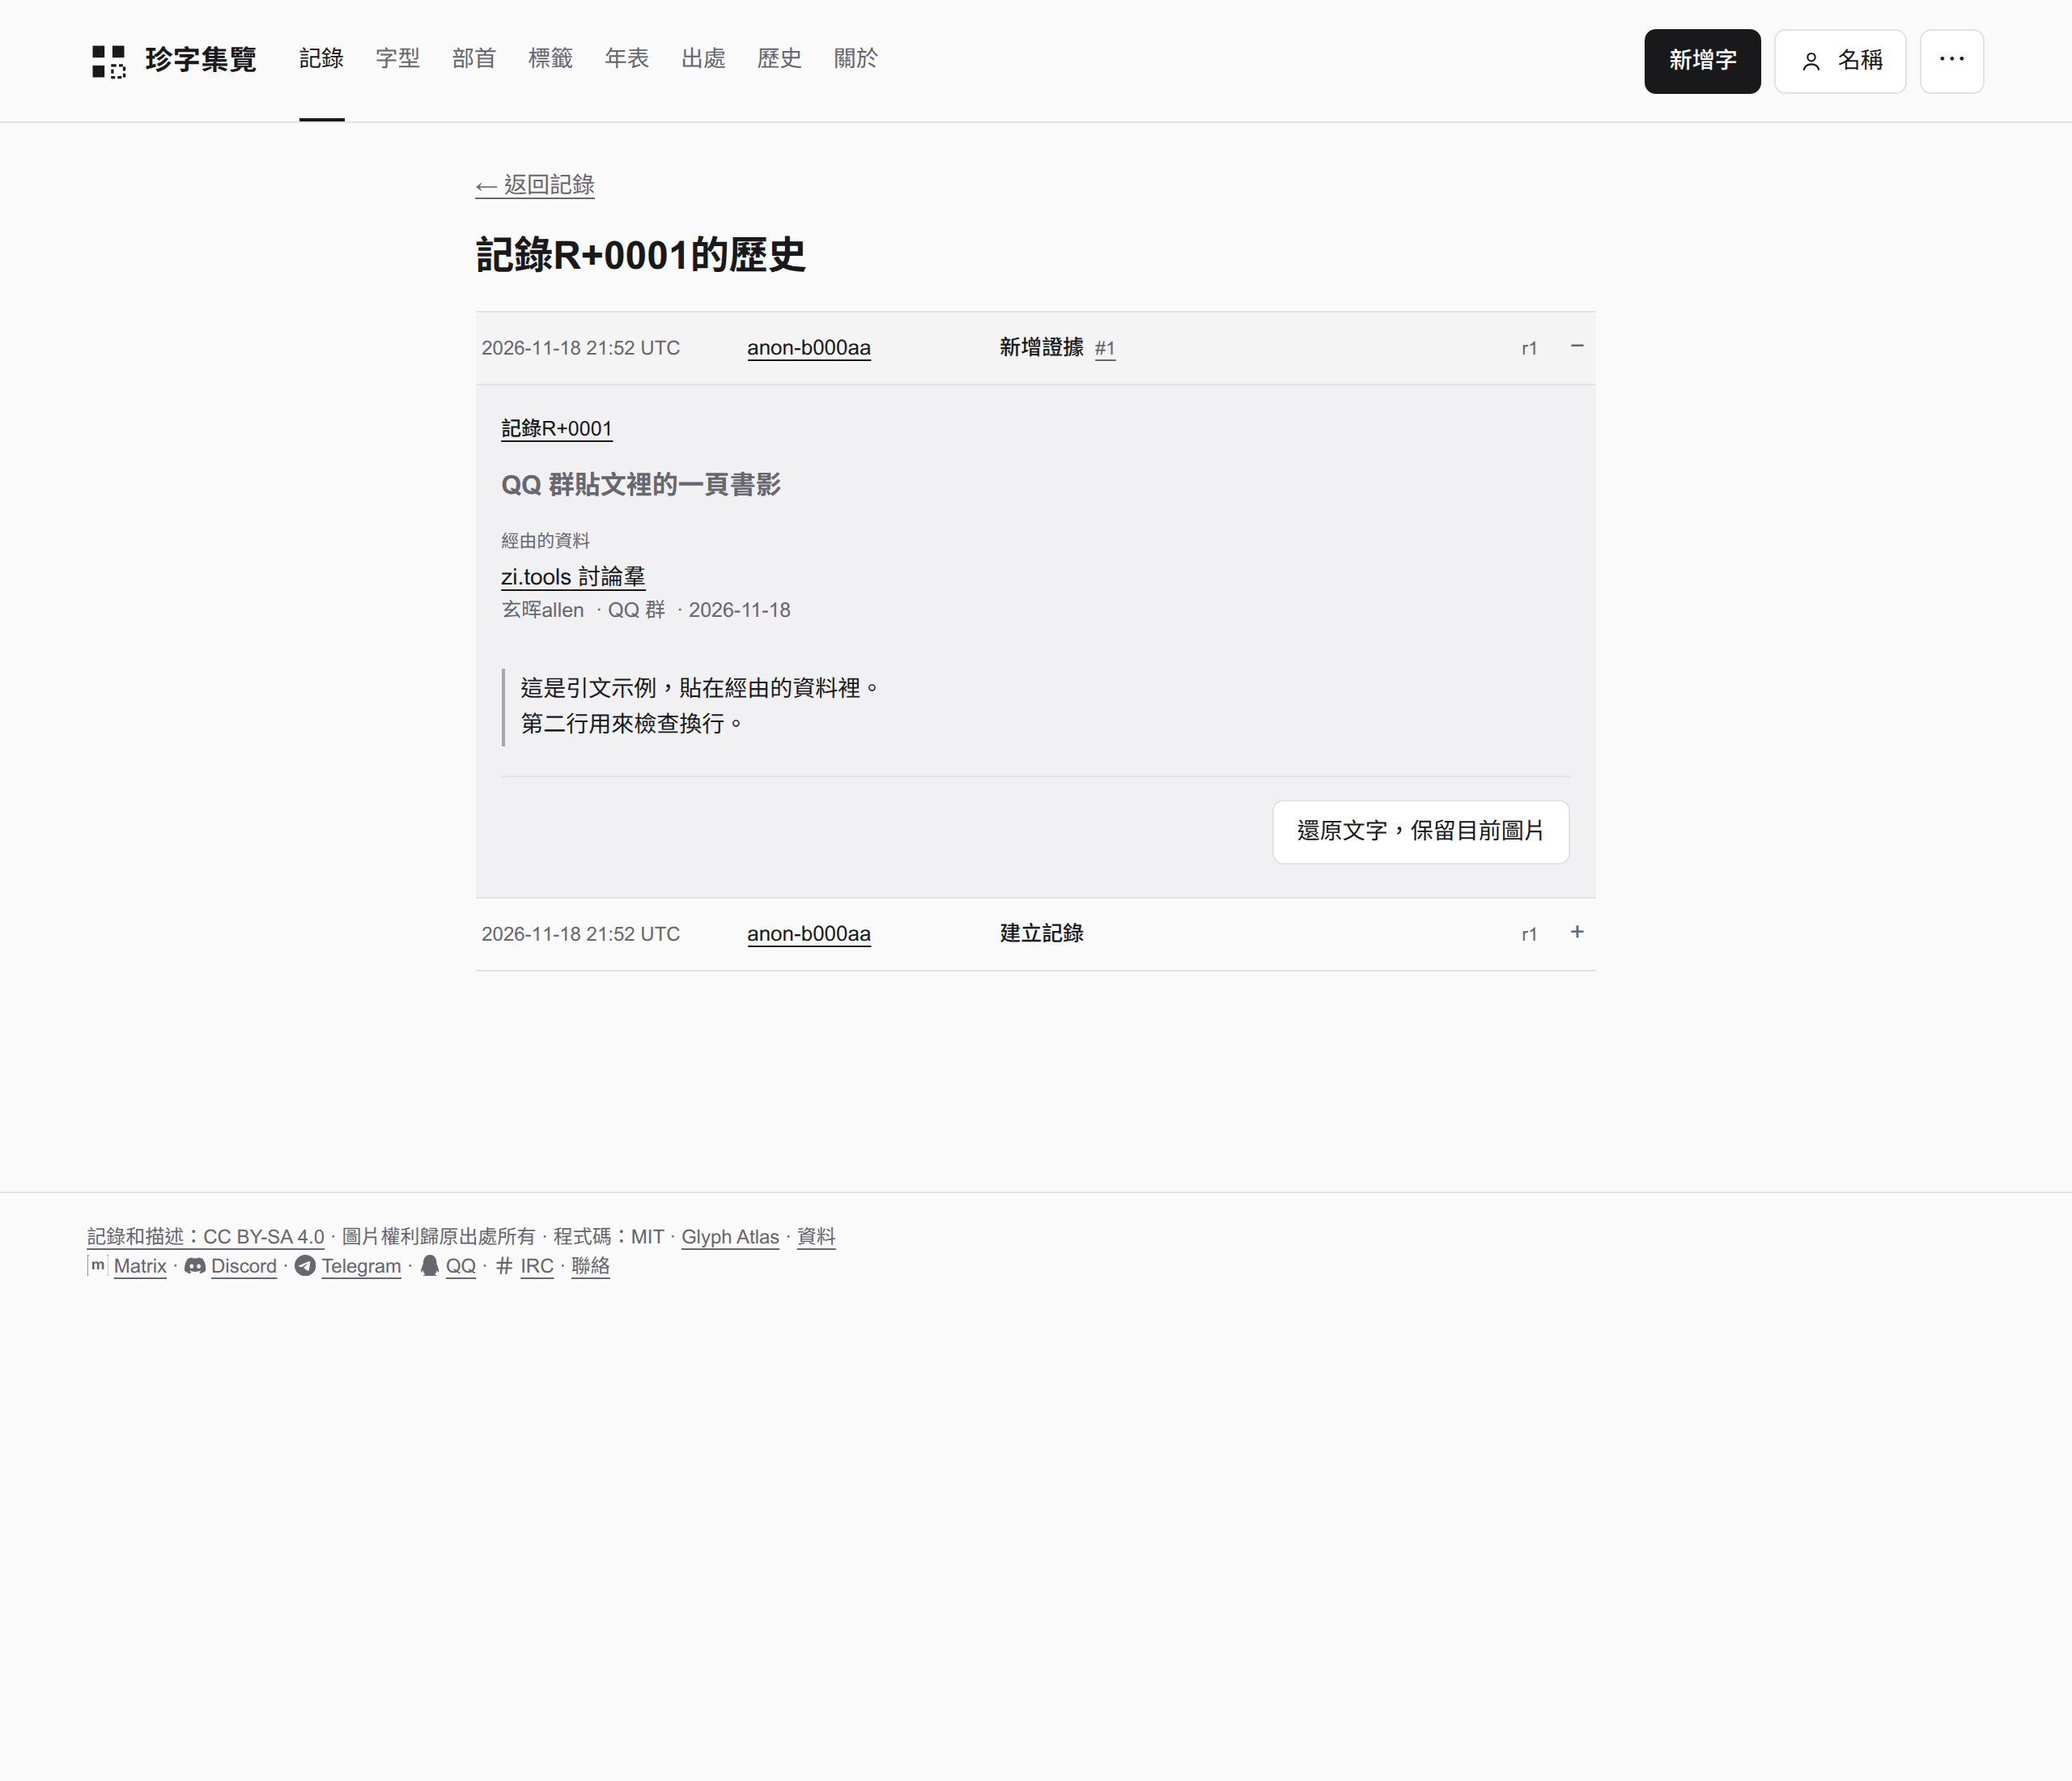 珍字集覽 記錄 字型 部首 標籤 年表 出處 歷史 關於 新增字 名稱 ···
← 返回記錄
記錄R+0001的歷史
2026-11-18 21:52 UTC anon-b000aa 新增證據 #1 r1 −
記錄R+0001
QQ 群貼文裡的一頁書影
經由的資料
zi.tools 討論羣
玄晖allen · QQ 群 · 2026-11-18
這是引文示例，貼在經由的資料裡。
第二行用來檢查換行。
還原文字，保留目前圖片
2026-11-18 21:52 UTC anon-b000aa 建立記錄 r1 +
記錄和描述：CC BY-SA 4.0 · 圖片權利歸原出處所有 · 程式碼：MIT · Glyph Atlas · 資料
[m] Matrix · Discord · Telegram · QQ · # IRC · 聯絡